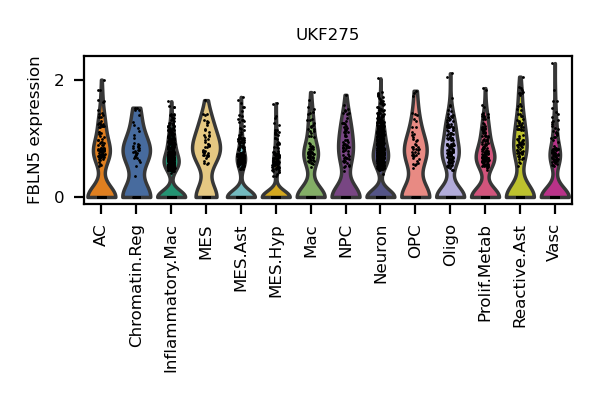 UKF275
FBLN5 expression
2
0
AC
Chromatin.Reg
Inflammatory.Mac
MES
MES.Ast
MES.Hyp
Mac
NPC
Neuron
OPC
Oligo
Prolif.Metab
Reactive.Ast
Vasc